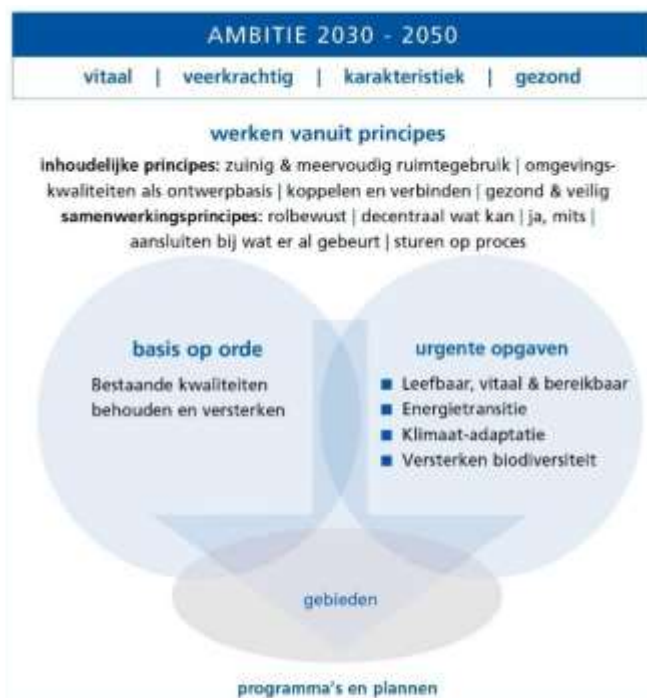 AMBITIE 2030 - 2050
vitaal | veerkrachtig | karakteristiek | gezond
werken vanuit principes
inhoudelijke principes: zuinig & meervoudig ruimtegebruik | omgevings-
kwaliteiten als ontwerpbasis | koppelen en verbinden | gezond & veilig
samenwerkingsprincipes: rolbewust | decentraal wat kan | ja, mits |
aansluiten bij wat er al gebeurt | sturen op proces
basis op orde
Bestaande kwaliteiten
behouden en versterken
urgente opgaven
■ Leefbaar, vitaal & bereikbaar
■ Energietransitie
■ Klimaat-adaptatie
■ Versterken biodiversiteit
gebieden
programma's en plannen